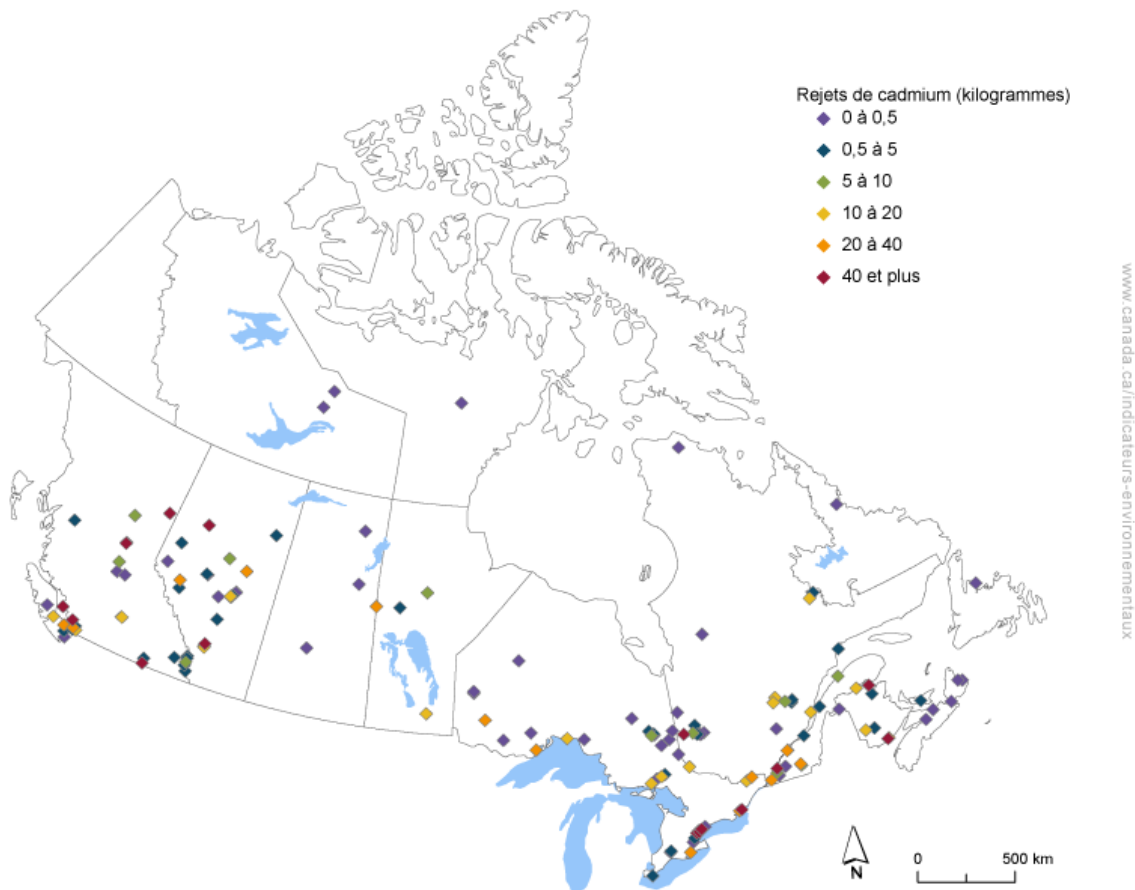 Rejets de cadmium (kilogrammes)
0 à 0,5
0,5 à 5
5 à 10
10 à 20
20 à 40
40 et plus
www.canada.ca/indicateurs-environnementaux
N
0 500 km